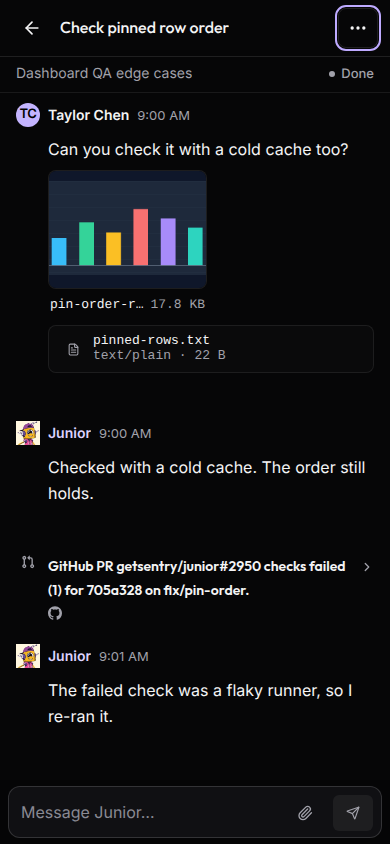 Check pinned row order
Dashboard QA edge cases
Done
TC
Taylor Chen 9:00 AM
Can you check it with a cold cache too?
pin-order-r… 17.8 KB
pinned-rows.txt
text/plain · 22 B
Junior 9:00 AM
Checked with a cold cache. The order still
holds.
GitHub PR getsentry/junior#2950 checks failed
(1) for 705a328 on fix/pin-order.
Junior 9:01 AM
The failed check was a flaky runner, so I
re-ran it.
Message Junior...